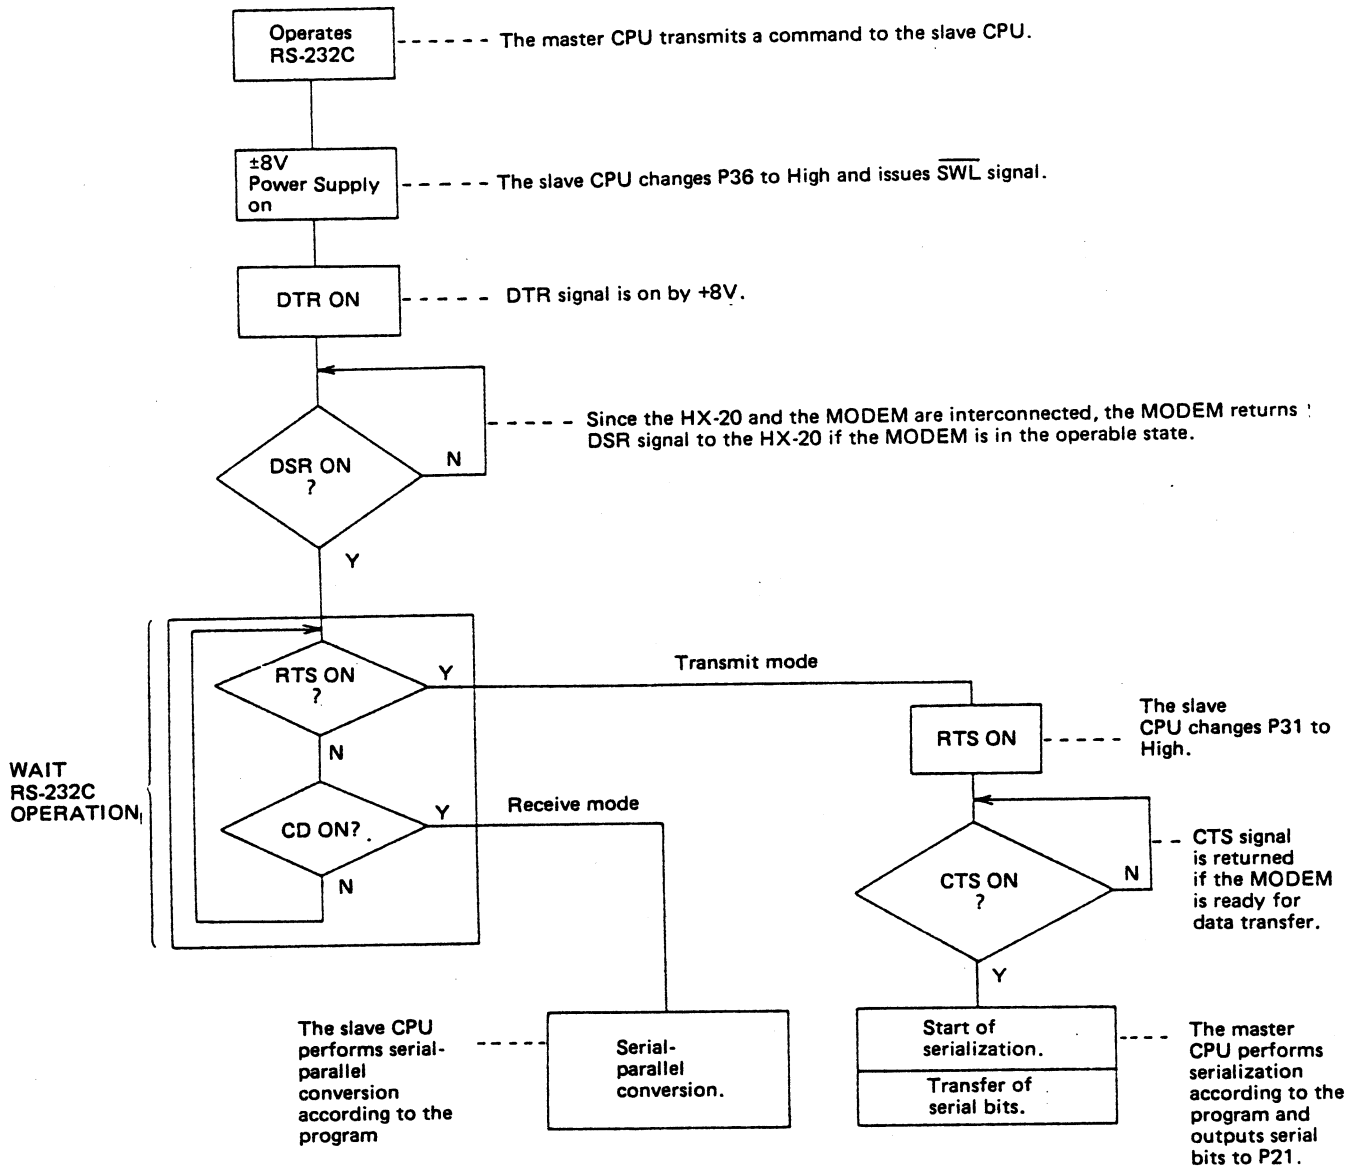 Operates
RS-232C
The master CPU transmits a command to the slave CPU.
±8V
Power Supply
on
The slave CPU changes P36 to High and issues S̅W̅L̅ signal.
DTR ON
DTR signal is on by +8V.
DSR ON
?
N
Y
Since the HX-20 and the MODEM are interconnected, the MODEM returns
DSR signal to the HX-20 if the MODEM is in the operable state.
WAIT
RS-232C
OPERATION
RTS ON
?
Y
N
Transmit mode
CD ON?
Y
N
Receive mode
RTS ON
The slave
CPU changes P31 to
High.
CTS ON
?
N
Y
CTS signal
is returned
if the MODEM
is ready for
data transfer.
The slave CPU
performs serial-
parallel
conversion
according to the
program
Serial-
parallel
conversion.
Start of
serialization.
Transfer of
serial bits.
The master
CPU performs
serialization
according to the
program and
outputs serial
bits to P21.